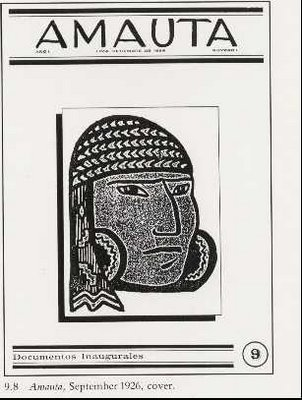 AMAUTA
Documentos Inaugurales
9
9.8 Amauta, September 1926, cover.